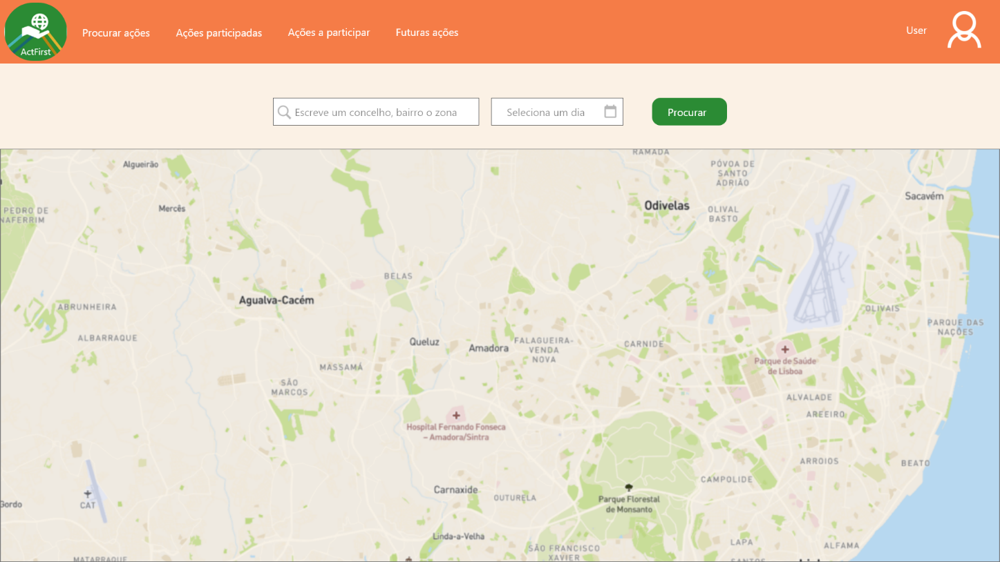 ActFirst
Procurar ações
Ações participadas
Ações a participar
Futuras ações
User
Escreve um concelho, bairro o zona
Seleciona um dia
Procurar
RAMADA
Algueirão
PÓVOA DE
SANTO
ADRIÃO
Sacavém
Mercês
Odivelas
OLIVAL
BASTO
PEDRO DE
NAFERRIM
BELAS
Agualva-Cacém
ABRUNHEIRA
OLIVAIS
PARQUE DAS
NAÇÕES
ALBARRAQUE
Queluz
Amadora
FALAGUEIRA-
VENDA
NOVA
CARNIDE
MASSAMÁ
Parque de Saúde
de Lisboa
SÃO
MARCOS
ALVALADE
AREEIRO
Hospital Fernando Fonseca
– Amadora/Sintra
ARROIOS
BEATO
CAMPOLIDE
Carnaxide
OUTURELA
Parque Florestal
de Monsanto
Gordo
CAT
Linda-a-Velha
LAPA
ALFAMA
SÃO FRANCISCO
XAVIER
MATARRAQUE
SANTOS